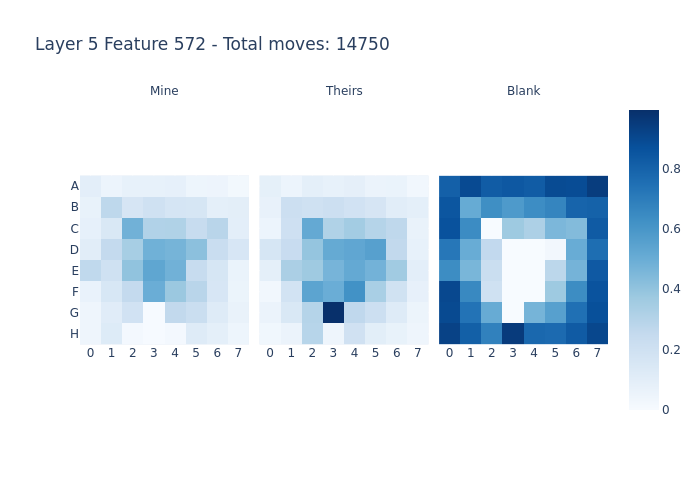 Layer 5 Feature 572 - Total moves: 14750
Mine Theirs Blank
A
B
C
D
E
F
G
H
0 1 2 3 4 5 6 7 0 1 2 3 4 5 6 7 0 1 2 3 4 5 6 7
0.8
0.6
0.4
0.2
0